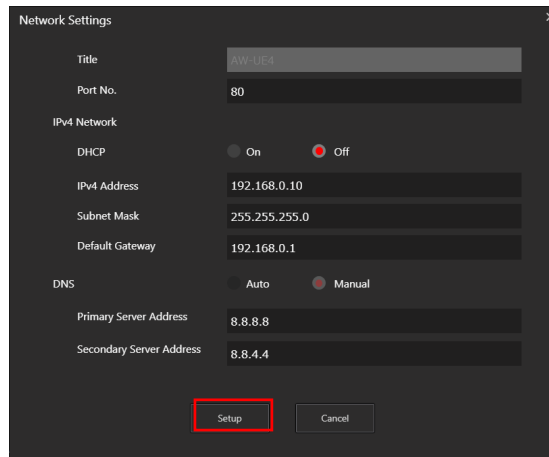 Network Settings
Title AW-UE4
Port No. 80
IPv4 Network
DHCP On Off
IPv4 Address 192.168.0.10
Subnet Mask 255.255.255.0
Default Gateway 192.168.0.1
DNS Auto Manual
Primary Server Address 8.8.8.8
Secondary Server Address 8.8.4.4
Setup Cancel